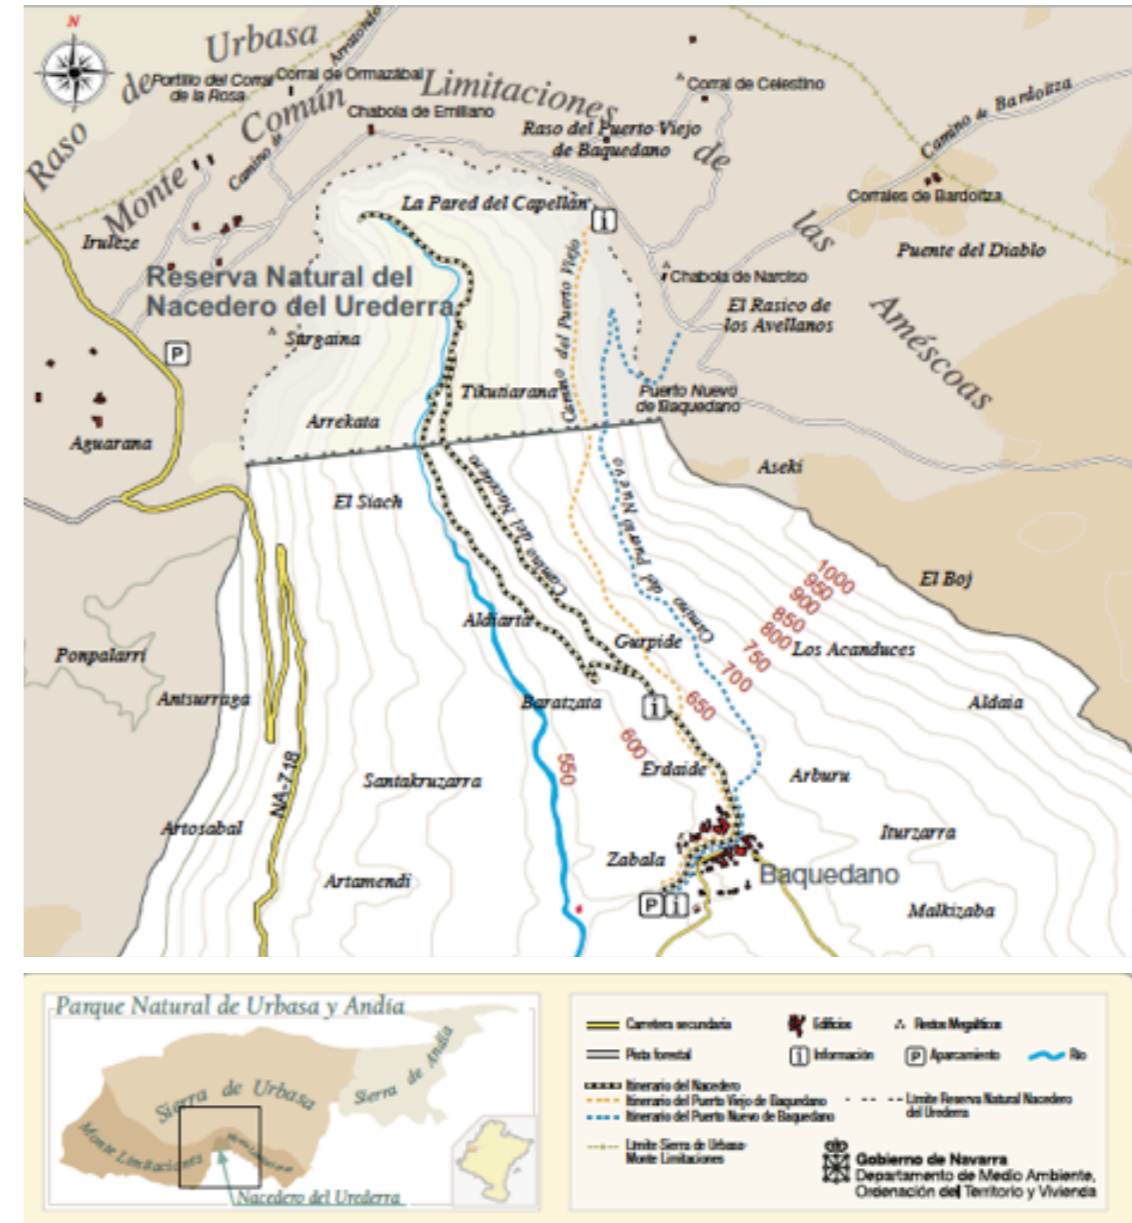 N
Raso
de
Urbasa
Arratondo
Portillo del Corral
de la Rosa
Corral de Ormazábal
Limitaciones
Corral de Celestino
Monte
Común
Camino de
Chabola de Emiliano
Raso del Puerto Viejo
de Baquedano
de
Camino de Bardoitza
Corrales de Bardoitza
La Pared del Capellán
i
Iruleze
las
Puente del Diablo
Reserva Natural del
Nacedero del Urederra
Camino del Puerto Viejo
Chabola de Narciso
El Rasico de
los Avellanos
Améscoas
Surgaina
P
Tikutiarana
Puerto Nuevo
de Baquedano
Arrekata
Aguarana
Aseki
El Siach
Camino del Nacedero
Camino del Puerto Nuevo
1000
950
900
850
800
750
700
650
600
550
El Boj
Aldiarta
Gurpide
Los Acanduces
Ponpalarri
Antsurraga
Baratzata
i
Aldaia
NA-718
Santakruzarra
Erdaide
Arburu
Artosabal
Iturzarra
Zabala
Baquedano
Artamendi
P i
Malkizaba
Parque Natural de Urbasa y Andía
Sierra de Urbasa
Sierra de Andía
Monte Limitaciones
Nacedero del Urederra
Carretera secundaria
Edificios
Restos Megalíticos
Pista forestal
i Información
P Aparcamiento
Río
Itinerario del Nacedero
Itinerario del Puerto Viejo de Baquedano
Itinerario del Puerto Nuevo de Baquedano
Límite Reserva Natural Nacedero
del Urederra
Límite Sierra de Urbasa-
Monte Limitaciones
Gobierno de Navarra
Departamento de Medio Ambiente,
Ordenación del Territorio y Vivienda